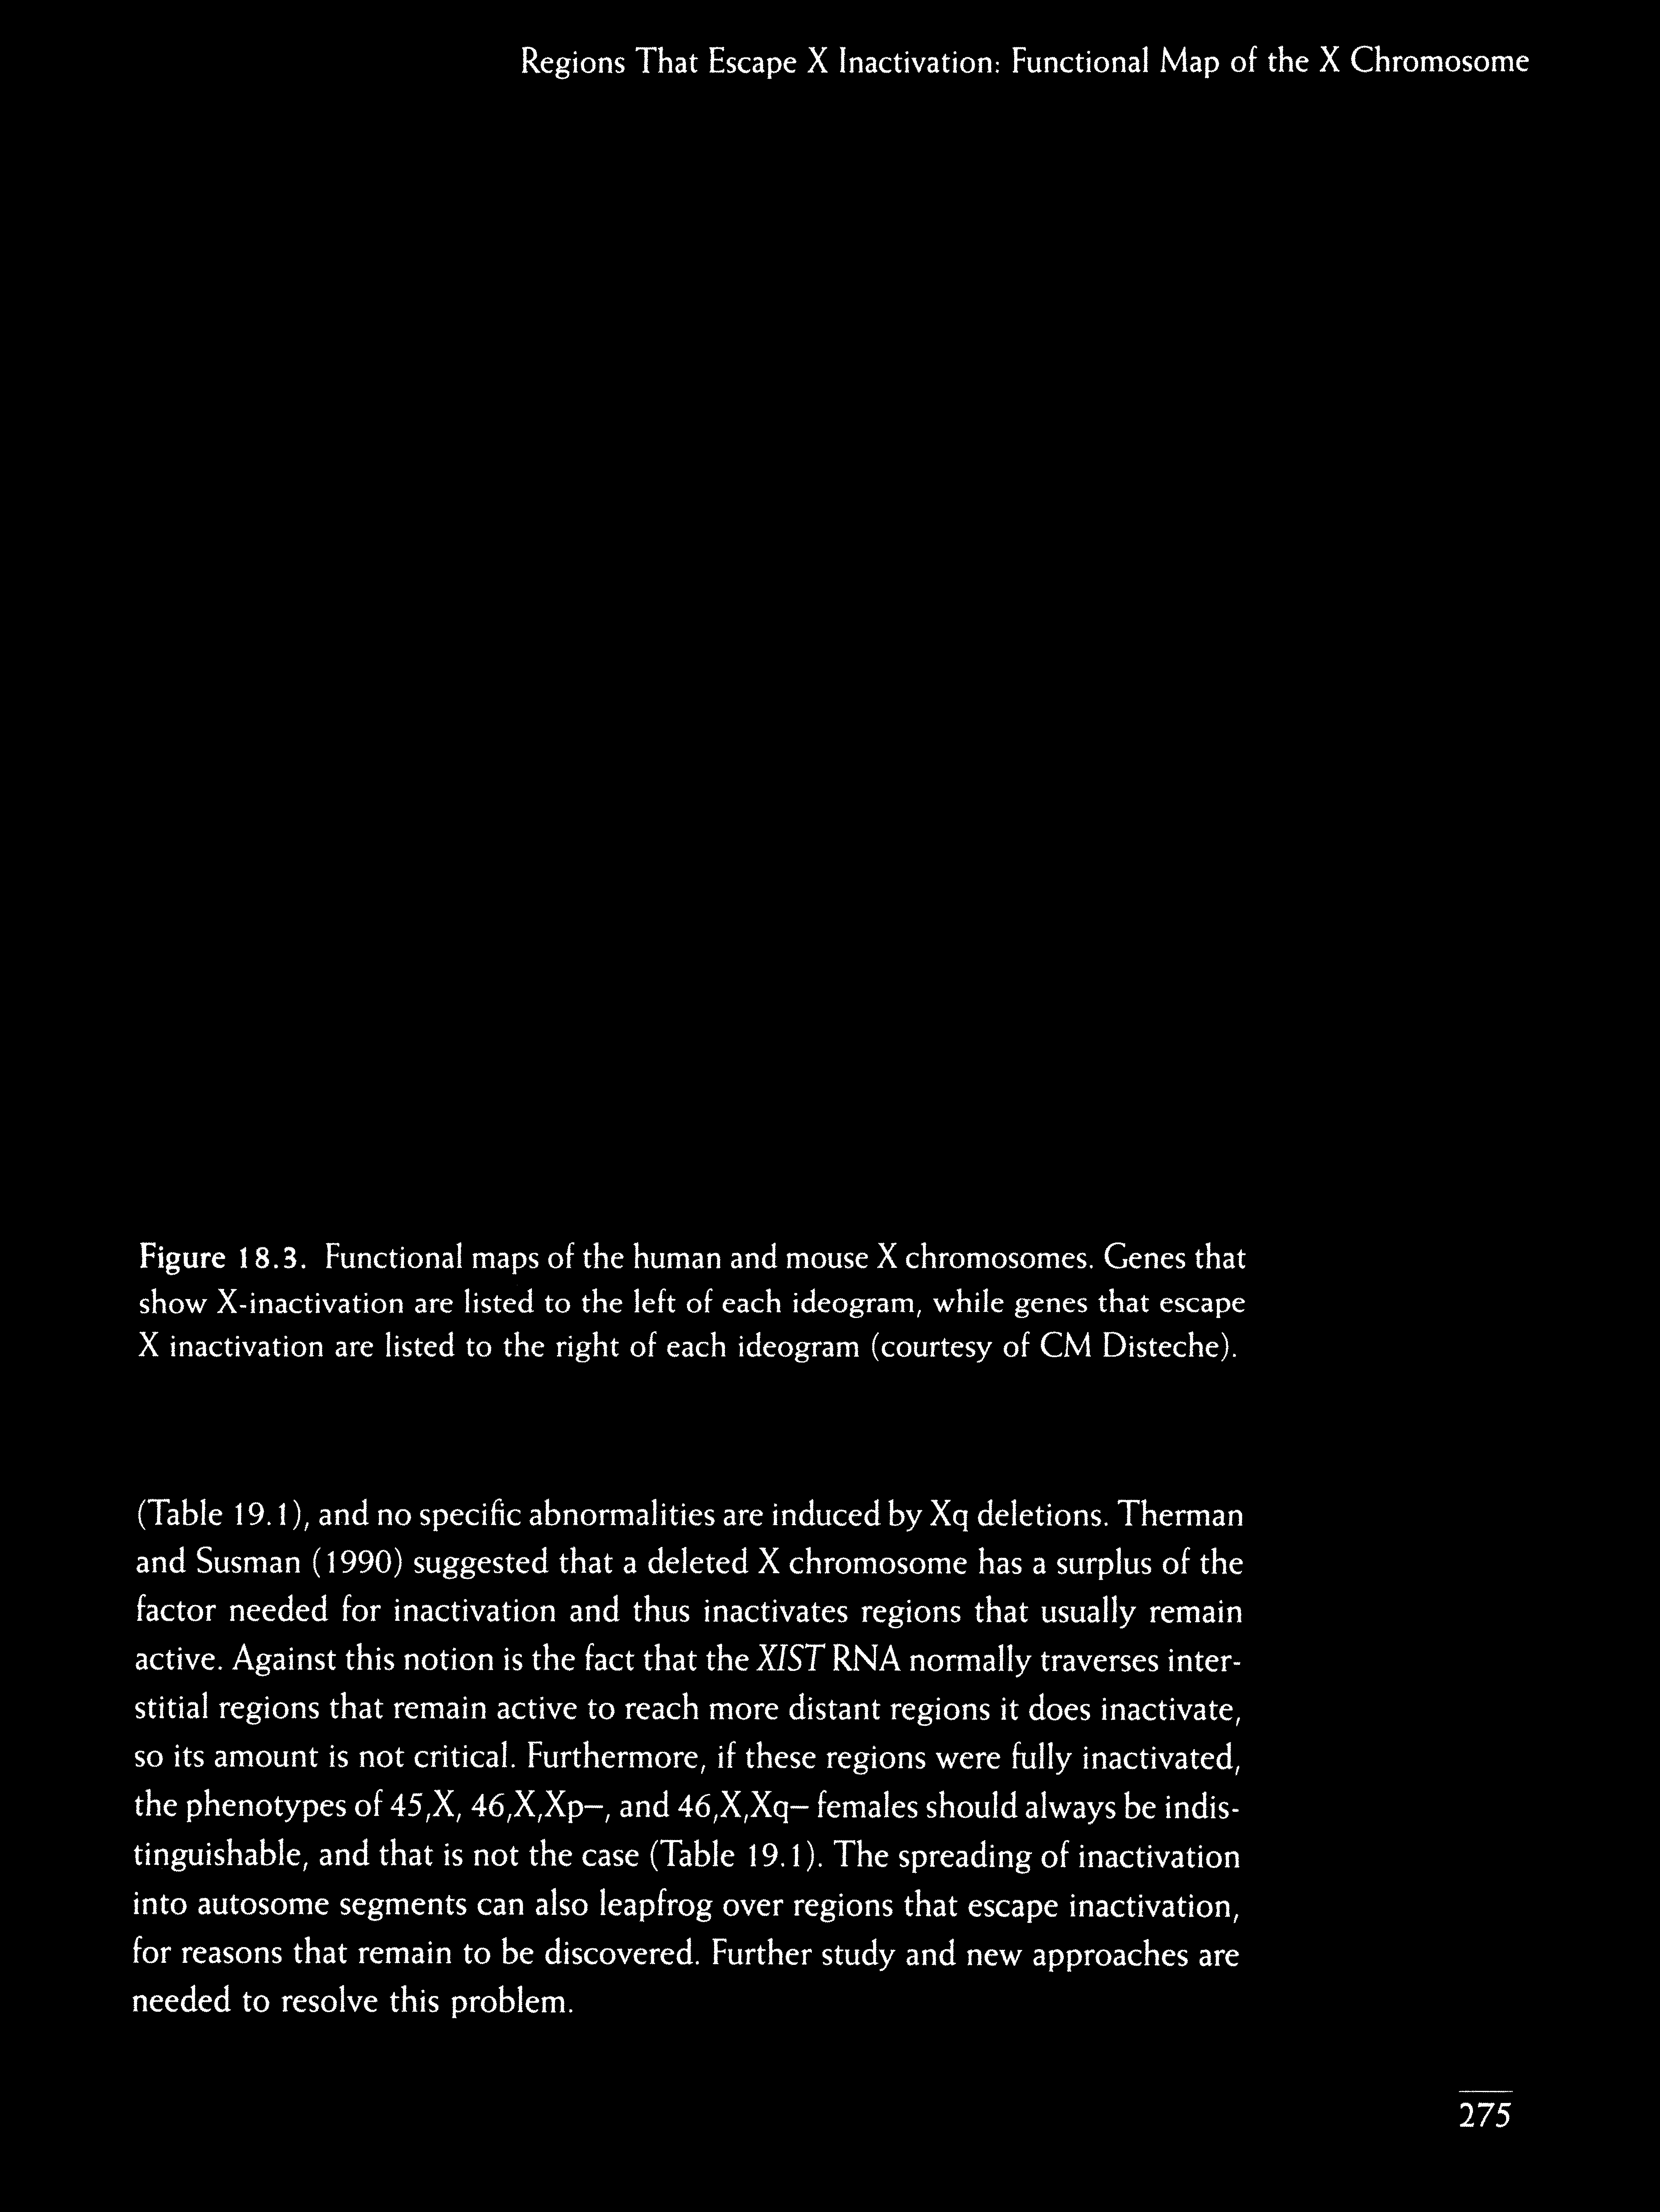 Regions That Escape X Inactivation: Functional Map of the X Chromosome
Figure 18.3. Functional maps of the human and mouse X chromosomes. Genes that
show X-inactivation are listed to the left of each ideogram, while genes that escape
X inactivation are listed to the right of each ideogram (courtesy of CM Disteche).
(Table 19.1), and no specific abnormalities are induced by Xq deletions. Therman
and Susman (1990) suggested that a deleted X chromosome has a surplus of the
factor needed for inactivation and thus inactivates regions that usually remain
active. Against this notion is the fact that the XIST RNA normally traverses inter-
stitial regions that remain active to reach more distant regions it does inactivate,
so its amount is not critical. Furthermore, if these regions were fully inactivated,
the phenotypes of 45,X, 46,X,Xp–, and 46,X,Xq– females should always be indis-
tinguishable, and that is not the case (Table 19.1). The spreading of inactivation
into autosome segments can also leapfrog over regions that escape inactivation,
for reasons that remain to be discovered. Further study and new approaches are
needed to resolve this problem.
275